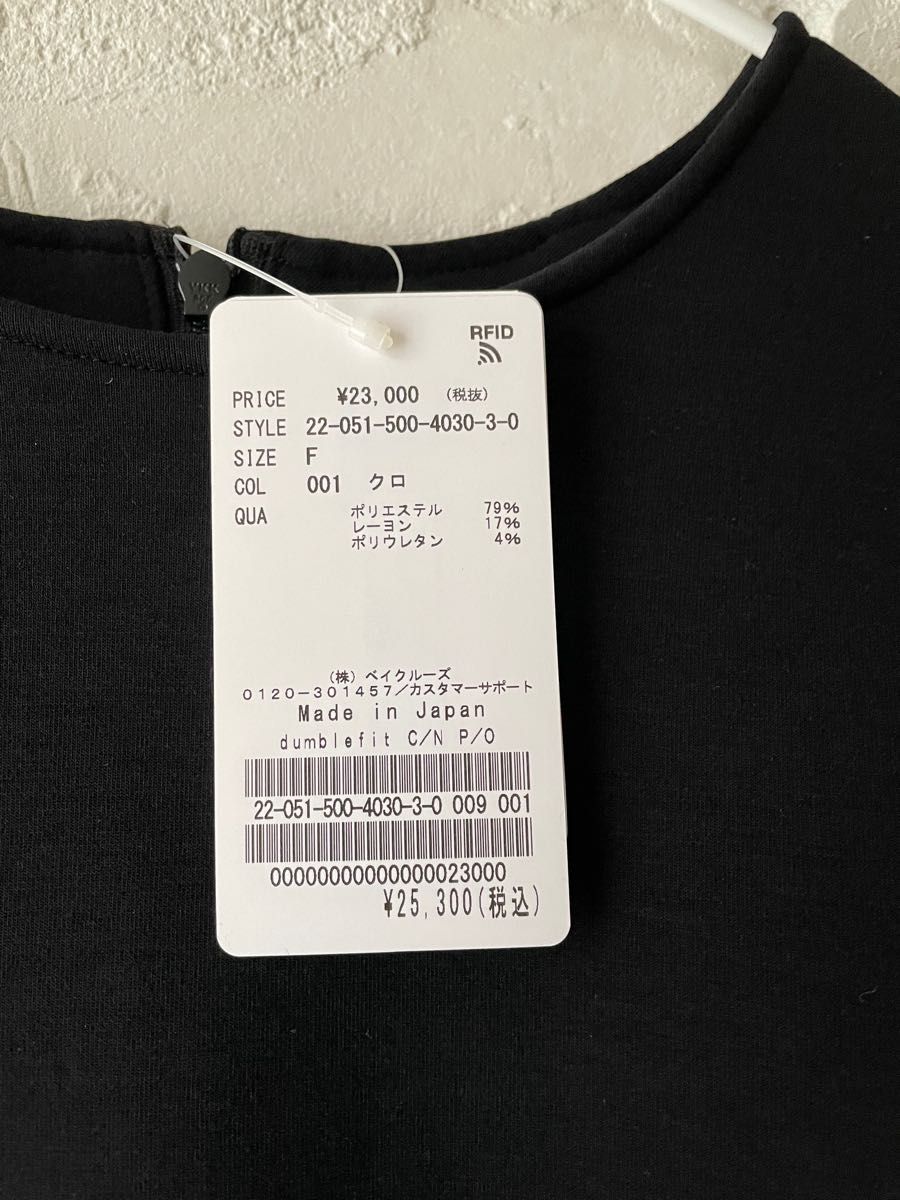 YKK
RFID
PRICE ¥23,000 (税抜)
STYLE 22-051-500-4030-3-0
SIZE F
COL 001 クロ
QUA ポリエステル 79%
レーヨン 17%
ポリウレタン 4%
(株) ベイクルーズ
0120-301457/カスタマーサポート
Made in Japan
dumblefit C/N P/O
22-051-500-4030-3-0 009 001
00000000000000023000
¥25,300(税込)